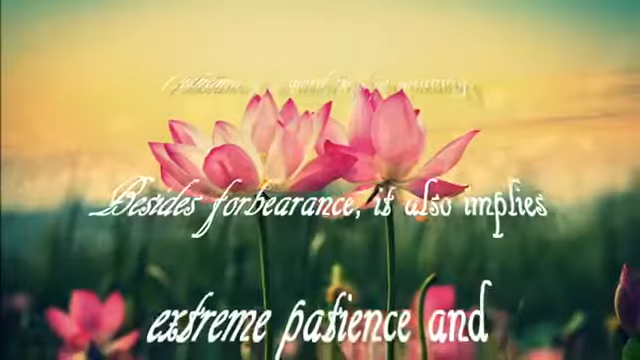 Besides forbearance, it also implies
extreme patience and